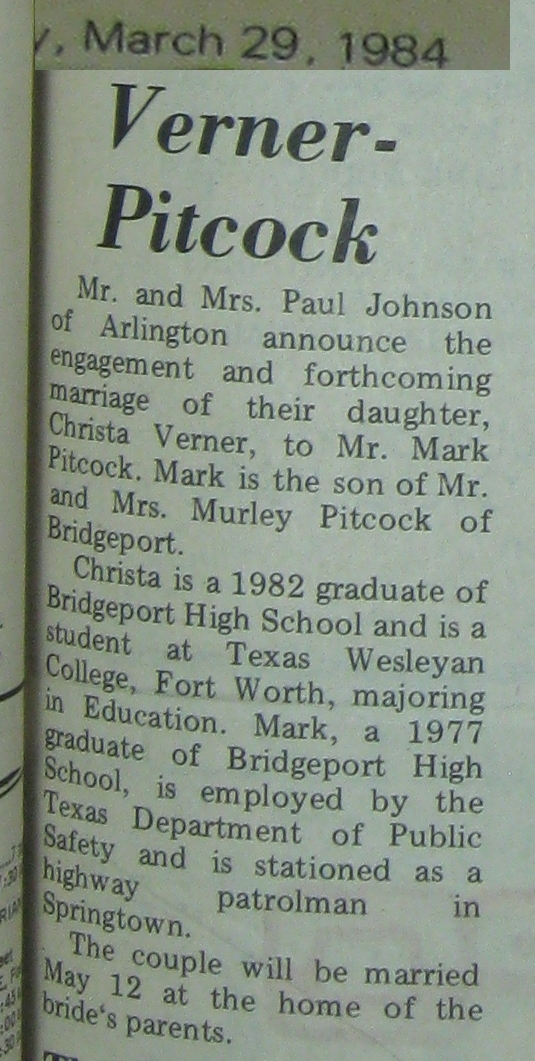 March 29, 1984
Verner-
Pitcock
Mr. and Mrs. Paul Johnson
of Arlington announce the
engagement and forthcoming
marriage of their daughter,
Christa Verner, to Mr. Mark
Pitcock. Mark is the son of Mr.
and Mrs. Murley Pitcock of
Bridgeport.
Christa is a 1982 graduate of
Bridgeport High School and is a
student at Texas Wesleyan
College, Fort Worth, majoring
in Education. Mark, a 1977
graduate of Bridgeport High
School, is employed by the
Texas Department of Public
Safety and is stationed as a
highway patrolman in
Springtown.
The couple will be married
May 12 at the home of the
bride's parents.